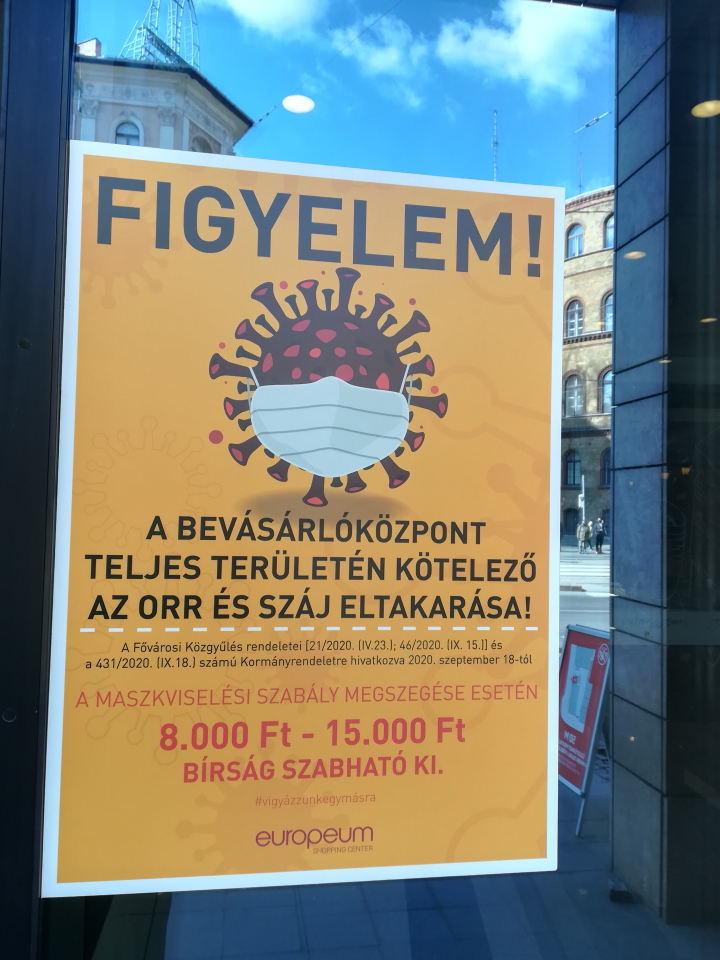 FIGYELEM!
A BEVÁSÁRLÓKÖZPONT
TELJES TERÜLETÉN KÖTELEZŐ
AZ ORR ÉS SZÁJ ELTAKARÁSA!
A Fővárosi Közgyűlés rendeletei [21/2020. (IV.23.); 46/2020. (IX. 15.)] és
a 431/2020. (IX.18.) számú Kormányrendeletre hivatkozva 2020. szeptember 18-tól
A MASZKVISELÉSI SZABÁLY MEGSZEGÉSE ESETÉN
8.000 Ft - 15.000 Ft
BÍRSÁG SZABHATÓ KI.
#vigyázzunkegymásra
europeum
SHOPPING CENTER